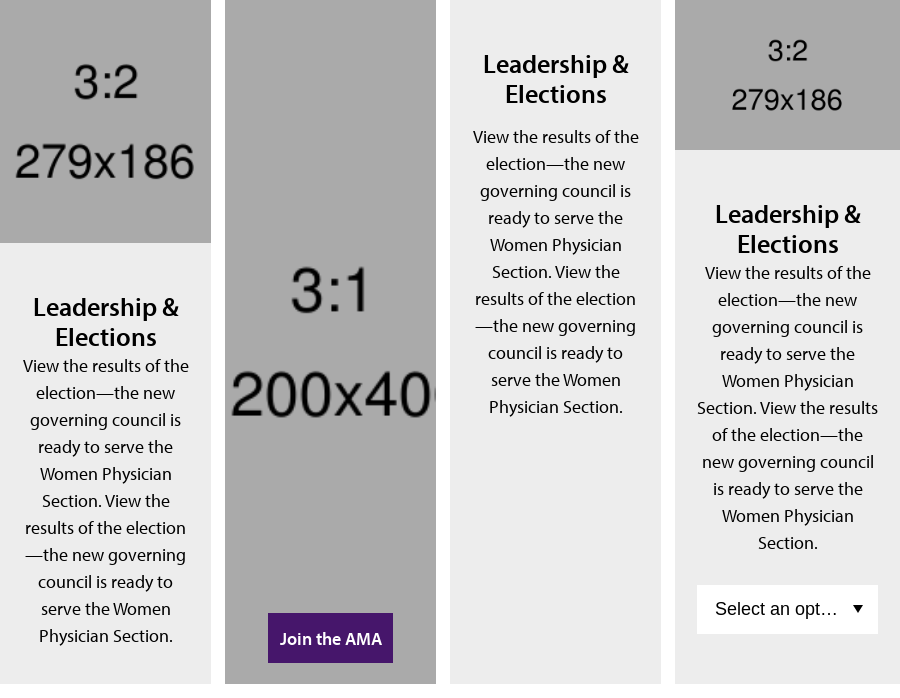 3:2
279x186
Leadership &
Elections
View the results of the
election—the new
governing council is
ready to serve the
Women Physician
Section. View the
results of the election
—the new governing
council is ready to
serve the Women
Physician Section.
3:1
200x40
Join the AMA
Leadership &
Elections
View the results of the
election—the new
governing council is
ready to serve the
Women Physician
Section. View the
results of the election
—the new governing
council is ready to
serve the Women
Physician Section.
3:2
279x186
Leadership &
Elections
View the results of the
election—the new
governing council is
ready to serve the
Women Physician
Section. View the results
of the election—the
new governing council
is ready to serve the
Women Physician
Section.
Select an opt...